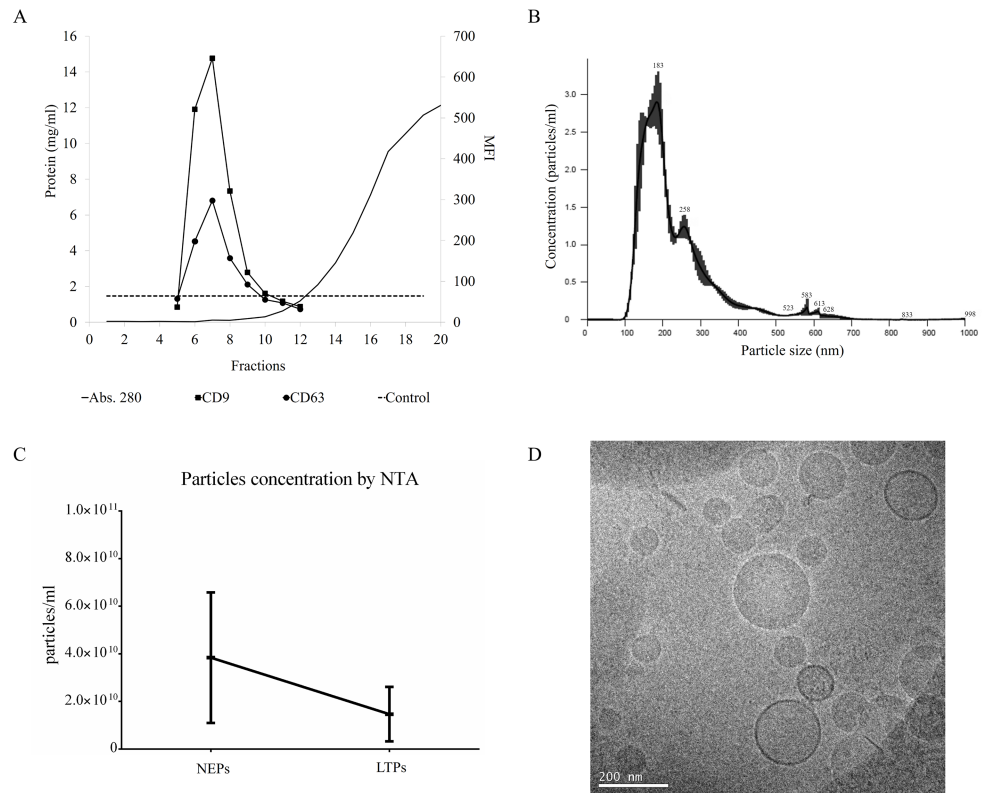 A
16
14
12
10
8
6
4
2
0
Protein (mg/ml)
700
600
500
400
300
200
100
0
MFI
0 2 4 6 8 10 12 14 16 18 20
Fractions
Abs. 280 CD9 CD63 Control
B
Concentration (particles/ml)
3.0
2.5
2.0
1.5
1.0
0.5
0
183
258
523
583
613
628
833
998
0 100 200 300 400 500 600 700 800 900 1000
Particle size (nm)
C
Particles concentration by NTA
particles/ml
1.0×10¹¹
8.0×10¹⁰
6.0×10¹⁰
4.0×10¹⁰
2.0×10¹⁰
0
NEPs LTPs
D
200 nm